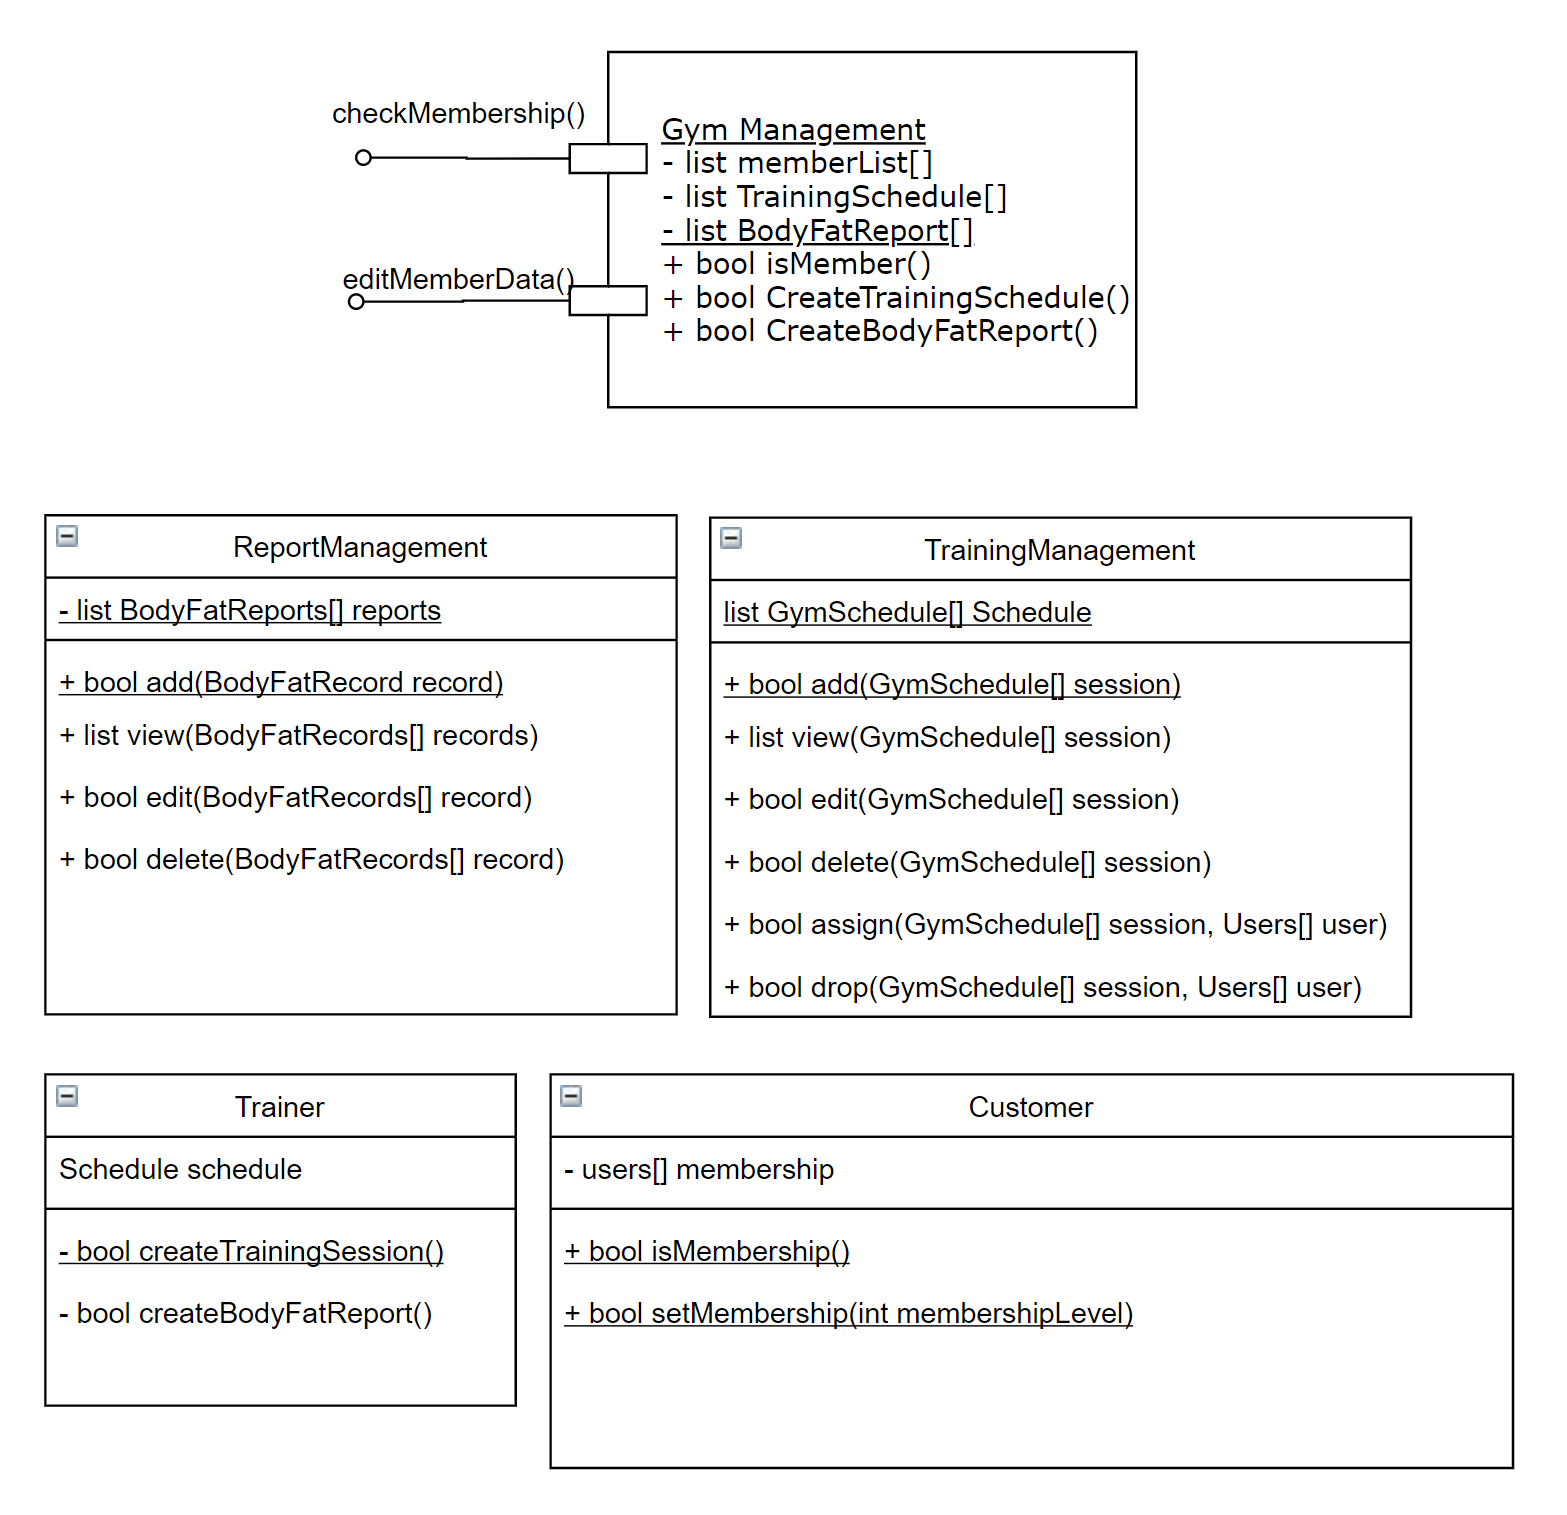 checkMembership()
editMemberData()
Gym Management
- list memberList[]
- list TrainingSchedule[]
- list BodyFatReport[]
+ bool isMember()
+ bool CreateTrainingSchedule()
+ bool CreateBodyFatReport()
ReportManagement
- list BodyFatReports[] reports
+ bool add(BodyFatRecord record)
+ list view(BodyFatRecords[] records)
+ bool edit(BodyFatRecords[] record)
+ bool delete(BodyFatRecords[] record)
TrainingManagement
list GymSchedule[] Schedule
+ bool add(GymSchedule[] session)
+ list view(GymSchedule[] session)
+ bool edit(GymSchedule[] session)
+ bool delete(GymSchedule[] session)
+ bool assign(GymSchedule[] session, Users[] user)
+ bool drop(GymSchedule[] session, Users[] user)
Trainer
Schedule schedule
- bool createTrainingSession()
- bool createBodyFatReport()
Customer
- users[] membership
+ bool isMembership()
+ bool setMembership(int membershipLevel)